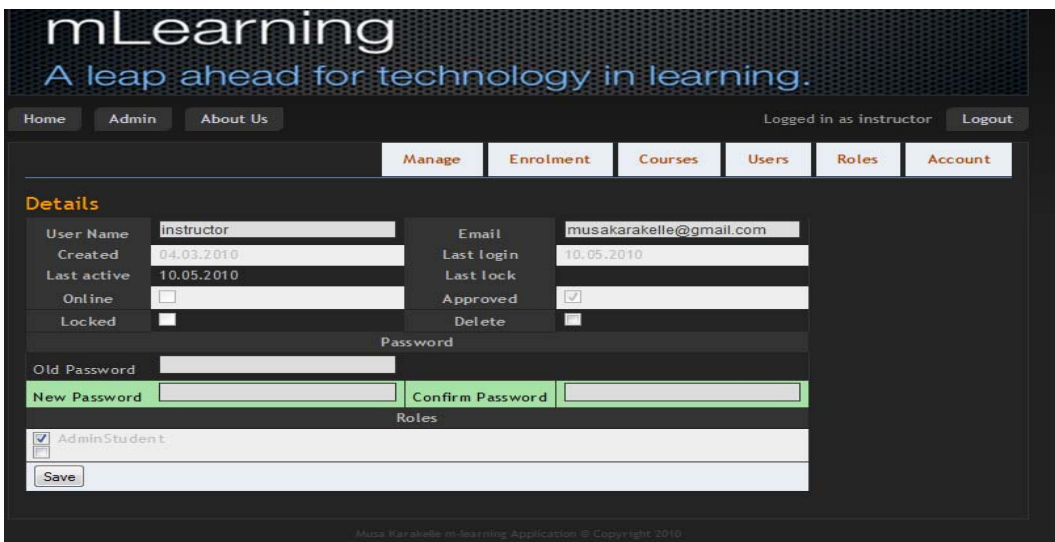 mLearning
A leap ahead for technology in learning.
Home Admin About Us Logged in as instructor Logout
Manage Enrolment Courses Users Roles Account
Details
User Name instructor Email musakarakelle@gmail.com
Created 04.03.2010 Last login 10.05.2010
Last active 10.05.2010 Last lock
Online Approved
Locked Delete
Password
Old Password
New Password Confirm Password
Roles
AdminStudent
Save
Musa Karakelle m-learning Application © Copyright 2010